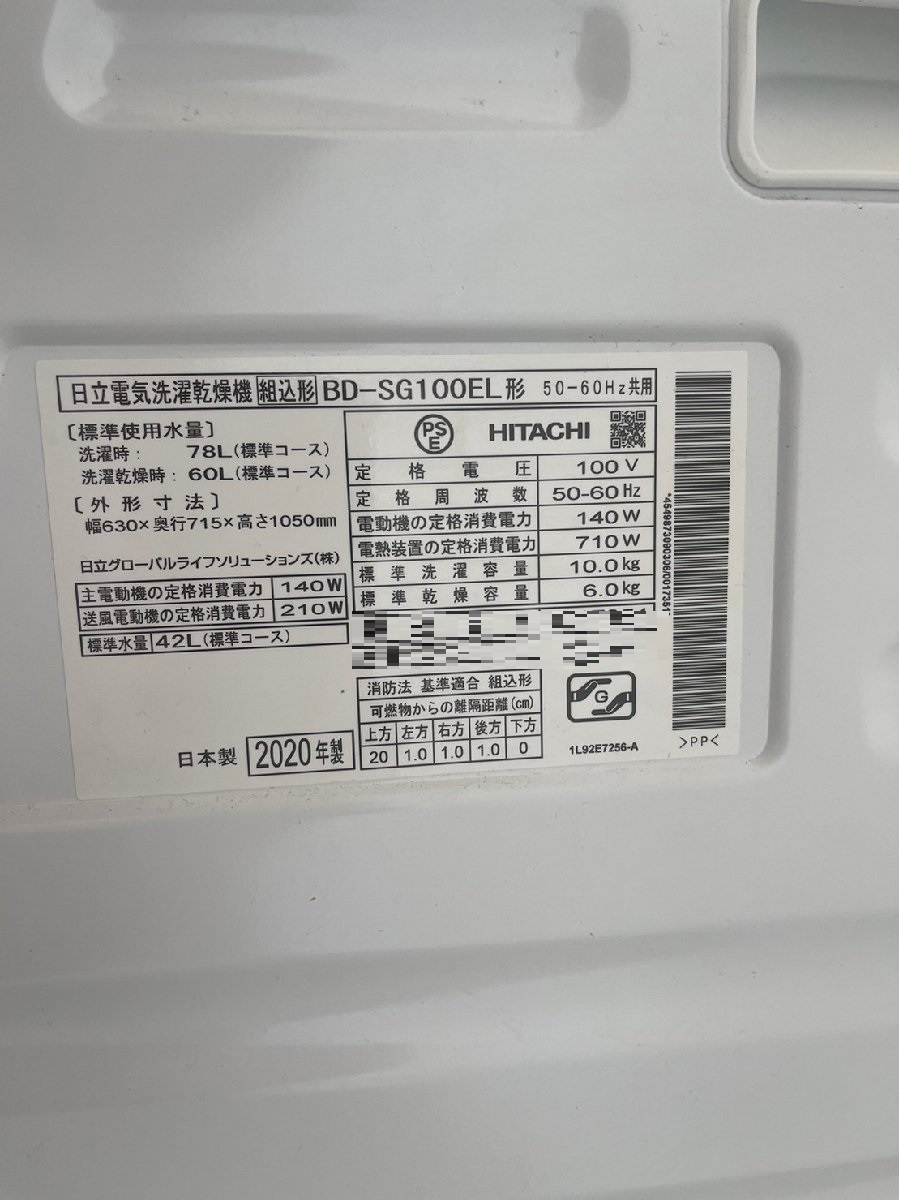 日立電気洗濯乾燥機 組込形 BD-SG100EL形 50-60Hz共用
〔標準使用水量〕
洗濯時： 78L(標準コース)
洗濯乾燥時： 60L(標準コース)
〔外形寸法〕
幅630×奥行715×高さ1050mm
日立グローバルライフソリューションズ(株)
主電動機の定格消費電力 140W
送風電動機の定格消費電力 210W
標準水量 42L(標準コース)
日本製 2020年製
PS
E
HITACHI
定格電圧 100V
定格周波数 50-60Hz
電動機の定格消費電力 140W
電熱装置の定格消費電力 710W
標準洗濯容量 10.0kg
標準乾燥容量 6.0kg
消防法 基準適合 組込形
可燃物からの離隔距離(cm)
上方 左方 右方 後方 下方
20 1.0 1.0 1.0 0
G
1L92E7256-A
*4549873090306/0017351*
>PP<